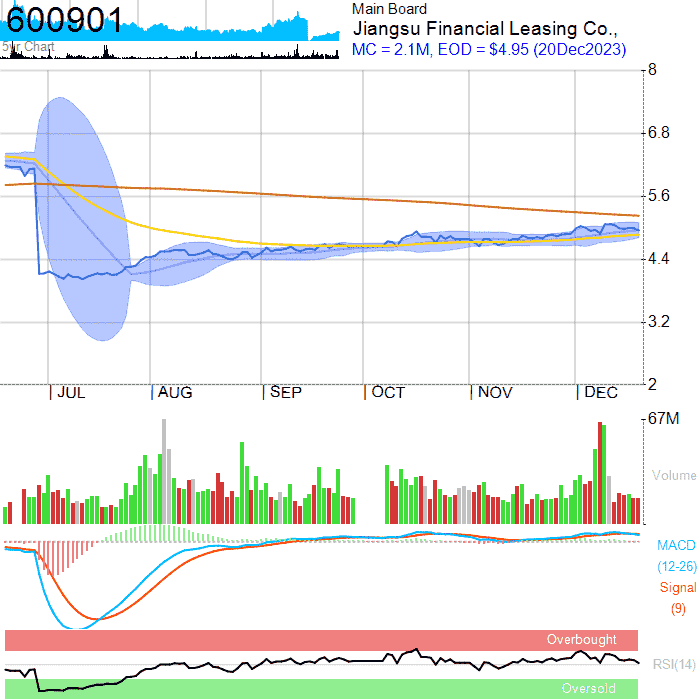 600901
5yr Chart
Main Board
Jiangsu Financial Leasing Co.,
MC = 2.1M, EOD = $4.95 (20Dec2023)
8
6.8
5.6
4.4
3.2
2
JUL
AUG
SEP
OCT
NOV
DEC
67M
Volume
MACD
(12-26)
Signal
(9)
Overbought
RSI(14)
Oversold